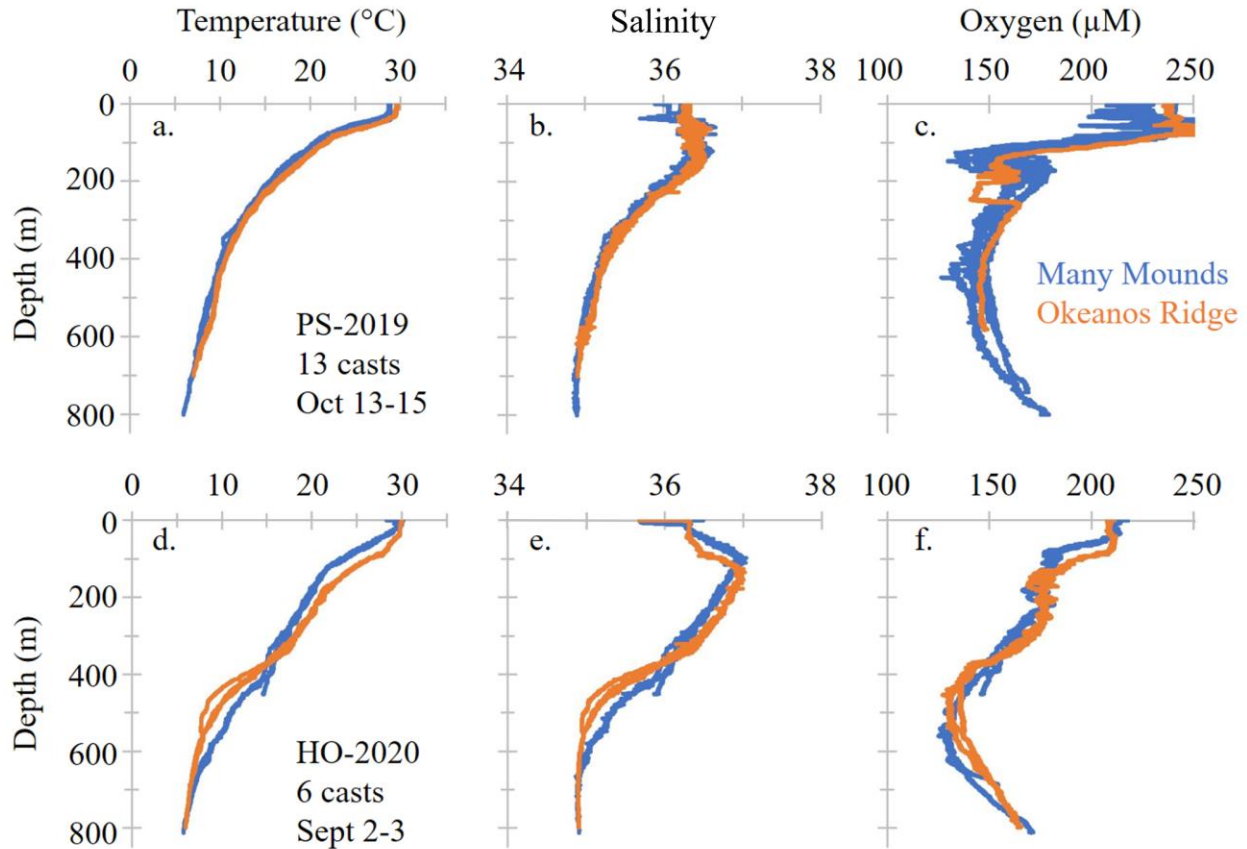 Temperature (°C) Salinity Oxygen (µM)
0 10 20 30 34 36 38 100 150 200 250
0
200
400
600
800
Depth (m)
a.
PS-2019
13 casts
Oct 13-15
b.
c.
Many Mounds
Okeanos Ridge
0 10 20 30 34 36 38 100 150 200 250
0
200
400
600
800
Depth (m)
d.
HO-2020
6 casts
Sept 2-3
e.
f.